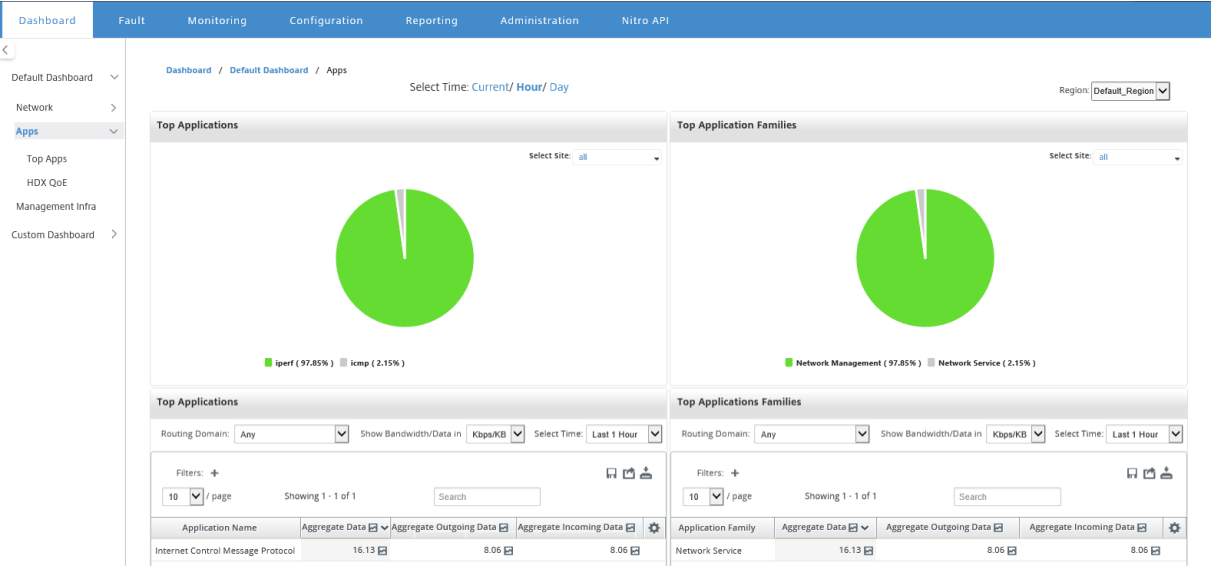 Dashboard Fault Monitoring Configuration Reporting Administration Nitro API
Default Dashboard
Network
Apps
Top Apps
HDX QoE
Management Infra
Custom Dashboard
Dashboard / Default Dashboard / Apps
Select Time: Current/ Hour/ Day
Region: Default_Region
Top Applications
Select Site: all
iperf ( 97.85% ) icmp ( 2.15% )
Top Application Families
Select Site: all
Network Management ( 97.85% ) Network Service ( 2.15% )
Top Applications
Routing Domain: Any Show Bandwidth/Data in Kbps/KB Select Time: Last 1 Hour
Filters: +
10 / page Showing 1 - 1 of 1 Search
Application Name Aggregate Data Aggregate Outgoing Data Aggregate Incoming Data
Internet Control Message Protocol 16.13 8.06 8.06
Top Applications Families
Routing Domain: Any Show Bandwidth/Data in Kbps/KB Select Time: Last 1 Hour
Filters: +
10 / page Showing 1 - 1 of 1 Search
Application Family Aggregate Data Aggregate Outgoing Data Aggregate Incoming Data
Network Service 16.13 8.06 8.06